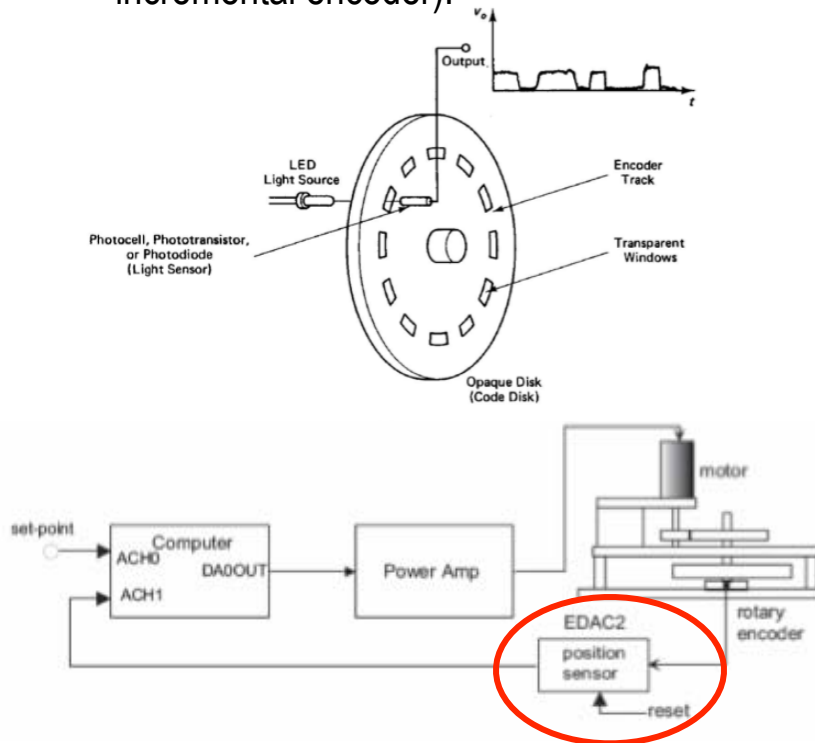 incremental encoder).
vo
Output
t
LED
Light Source
Encoder
Track
Photocell, Phototransistor,
or Photodiode
(Light Sensor)
Transparent
Windows
Opaque Disk
(Code Disk)
motor
set-point
Computer
ACH0
DA0OUT
ACH1
Power Amp
rotary
encoder
EDAC2
position
sensor
reset